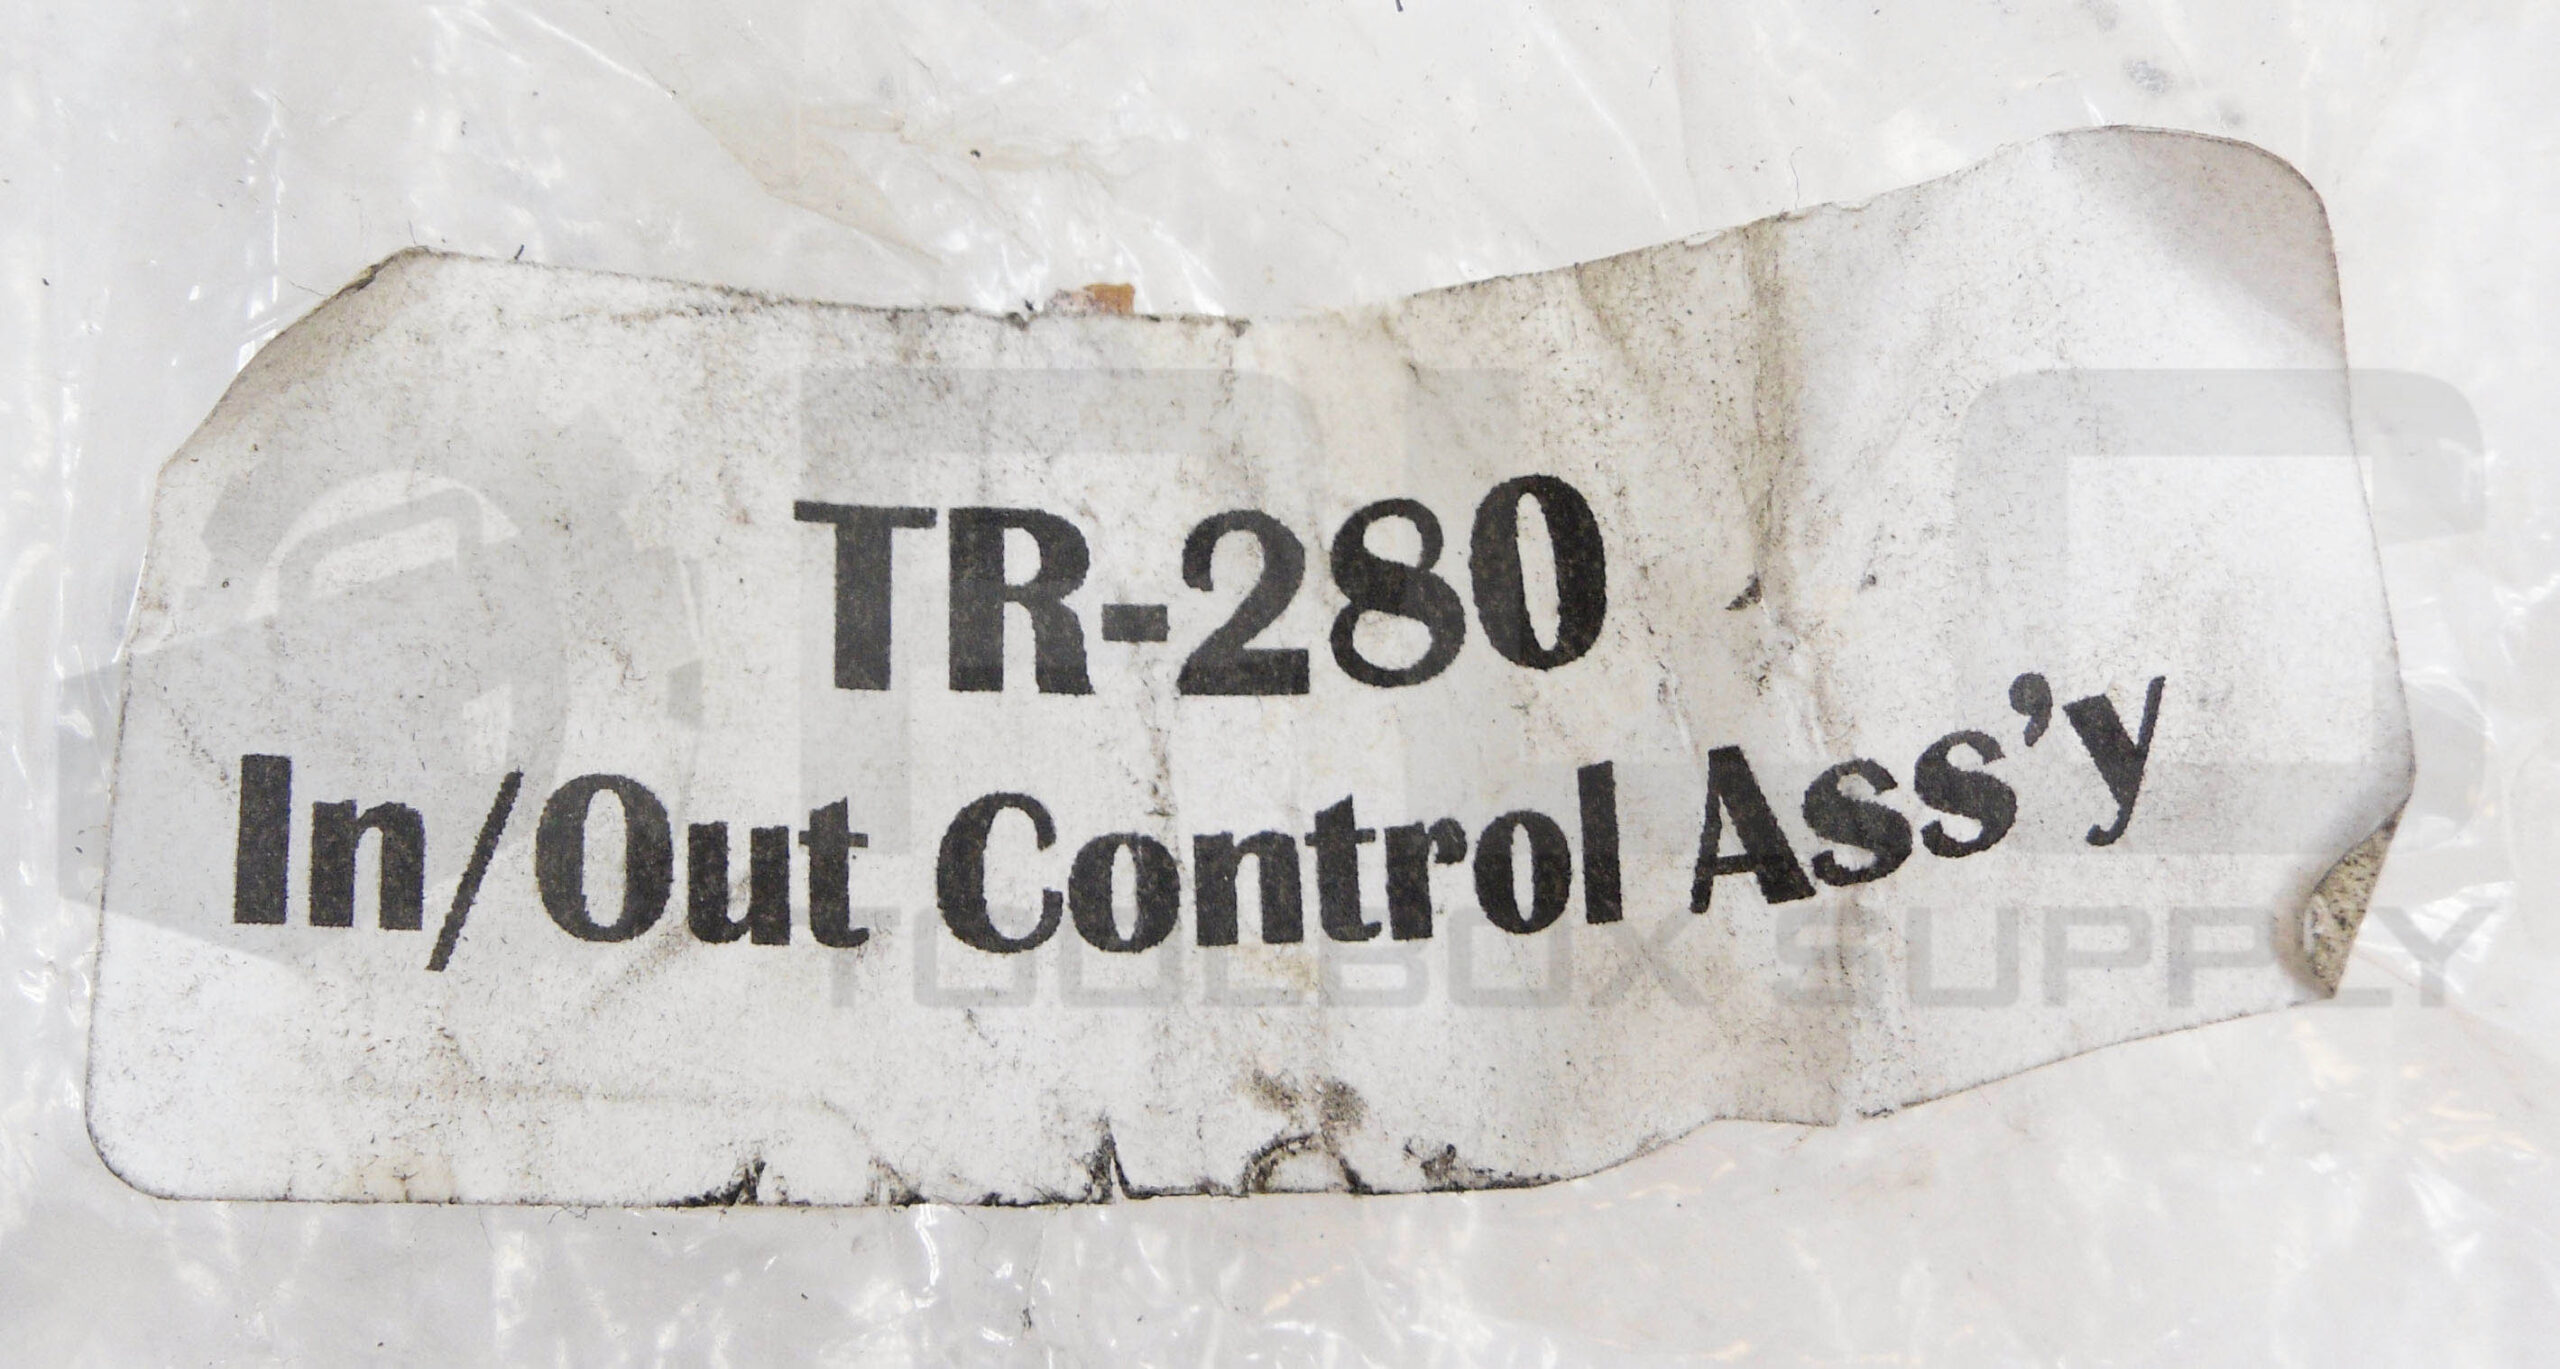 TR-280
In/Out Control Ass'y
TOOLBOX SUPPLY